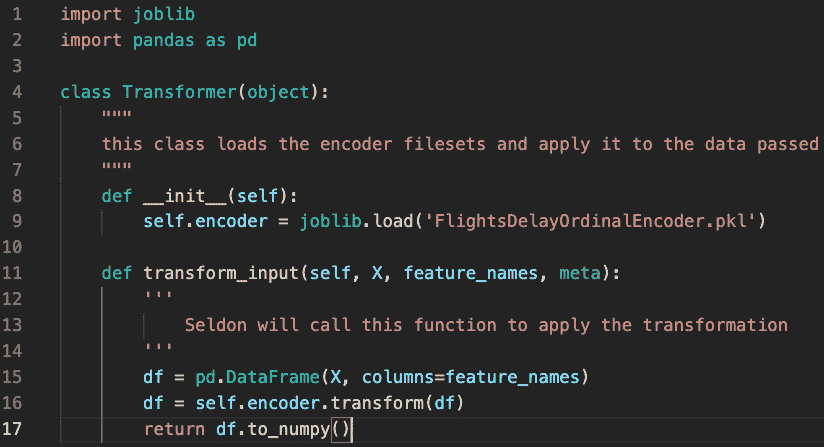 1 import joblib
2 import pandas as pd
3
4 class Transformer(object):
5     """
6     this class loads the encoder filesets and apply it to the data passed
7     """
8     def __init__(self):
9         self.encoder = joblib.load('FlightsDelayOrdinalEncoder.pkl')
10
11     def transform_input(self, X, feature_names, meta):
12         '''
13             Seldon will call this function to apply the transformation
14         '''
15         df = pd.DataFrame(X, columns=feature_names)
16         df = self.encoder.transform(df)
17         return df.to_numpy()